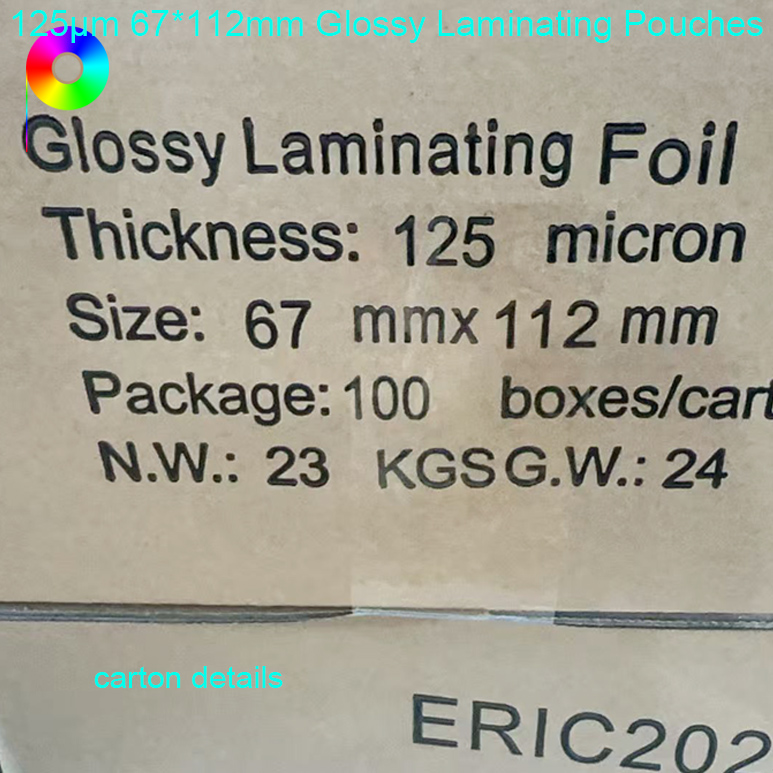 125µm 67*112mm Glossy Laminating Pouches
Glossy Laminating Foil
Thickness: 125 micron
Size: 67 mmx 112 mm
Package: 100 boxes/cart
N.W.: 23 KGS G.W.: 24
carton details
ERIC202